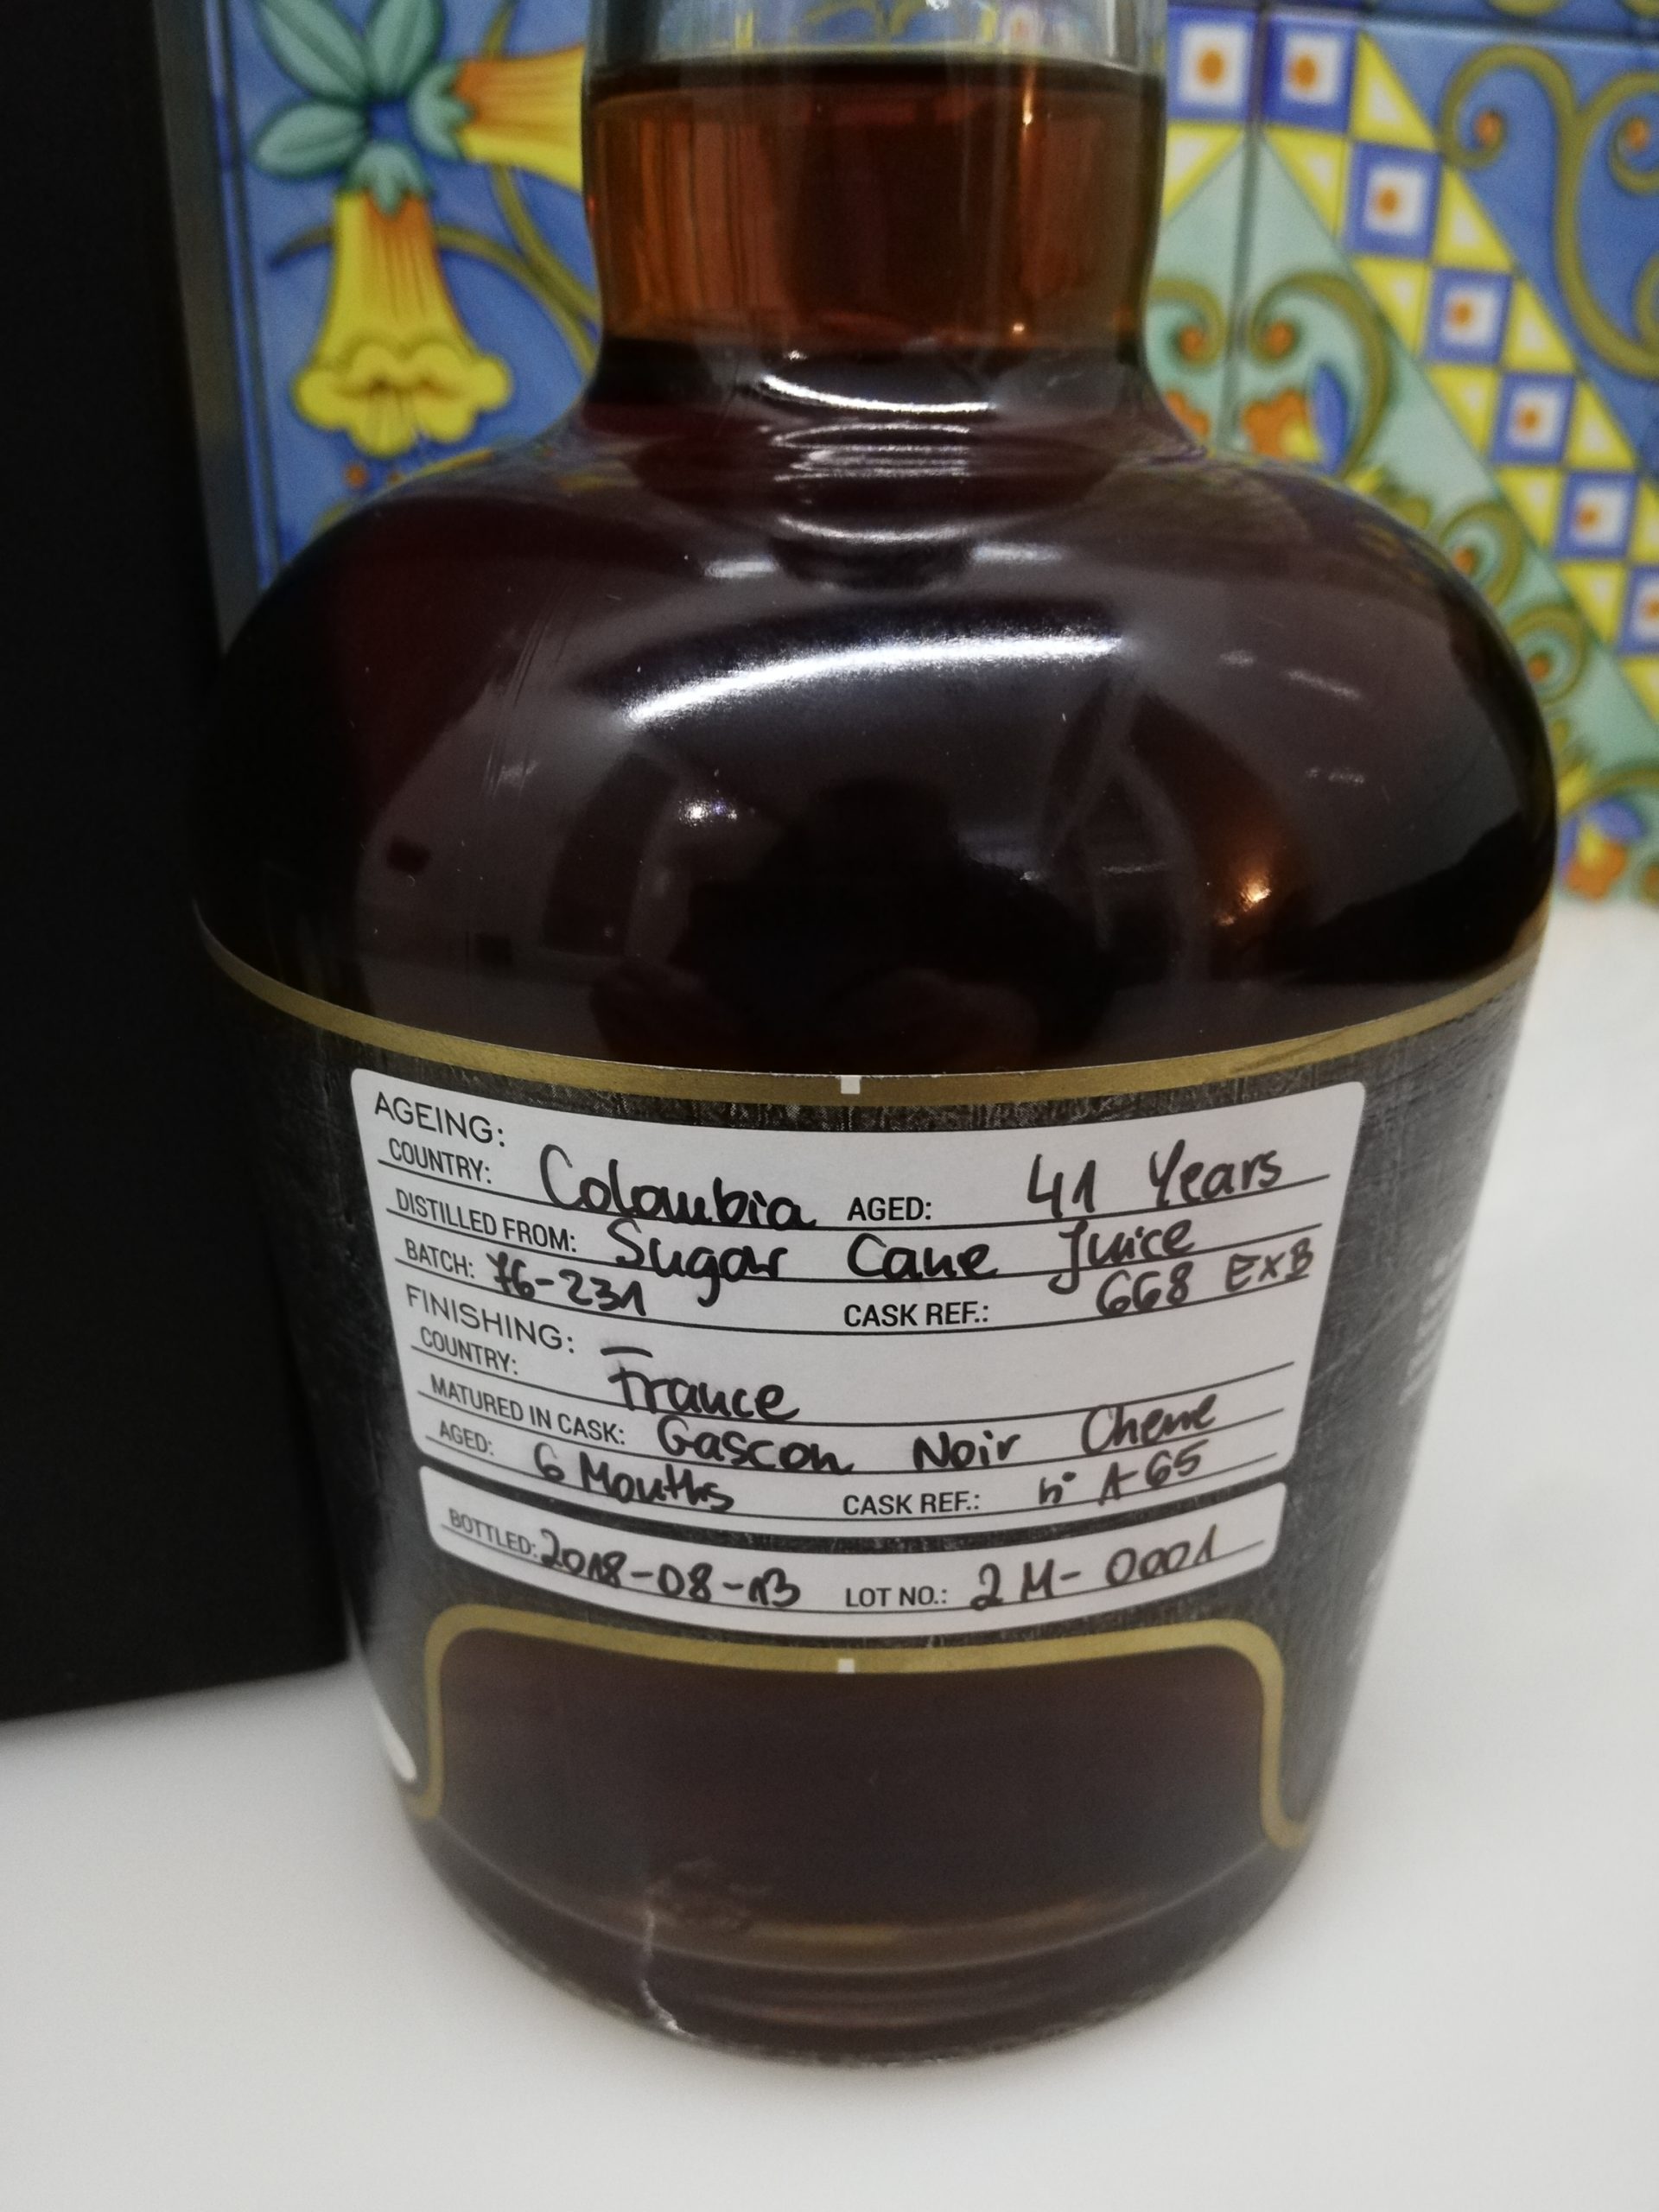 AGEING:
COUNTRY: Colombia AGED: 41 Years
DISTILLED FROM: Sugar Cane Juice
BATCH: 76-231 CASK REF.: 668 ExB
FINISHING:
COUNTRY: France
MATURED IN CASK: Gascon Noir Chene
AGED: 6 Months CASK REF.: n° A-65
BOTTLED: 2018-08-13 LOT NO.: 2M-0001